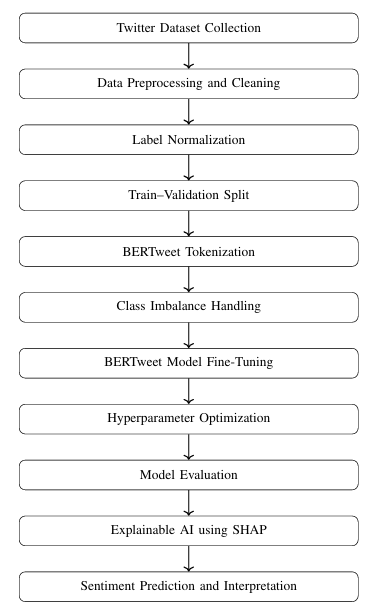 Twitter Dataset Collection
Data Preprocessing and Cleaning
Label Normalization
Train–Validation Split
BERTweet Tokenization
Class Imbalance Handling
BERTweet Model Fine-Tuning
Hyperparameter Optimization
Model Evaluation
Explainable AI using SHAP
Sentiment Prediction and Interpretation